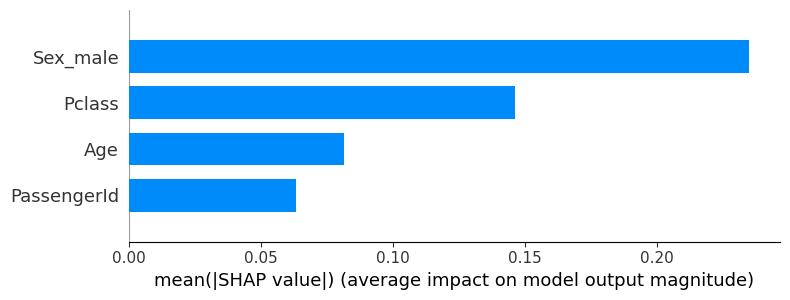 Sex_male
Pclass
Age
PassengerId
0.00 0.05 0.10 0.15 0.20
mean(|SHAP value|) (average impact on model output magnitude)